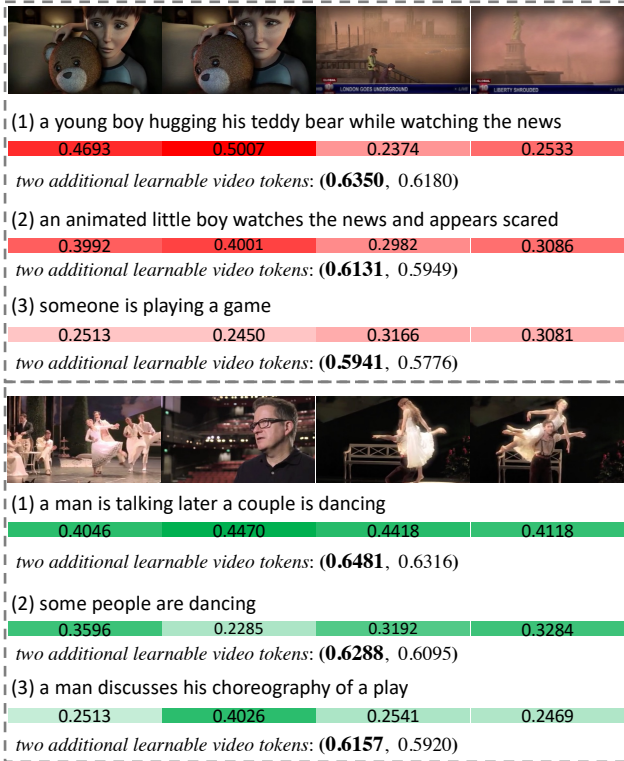 LONDON GOES UNDERGROUND
LIVE
LIBERTY SHROUDED
LIVE
(1) a young boy hugging his teddy bear while watching the news
0.4693 0.5007 0.2374 0.2533
two additional learnable video tokens: (0.6350, 0.6180)
(2) an animated little boy watches the news and appears scared
0.3992 0.4001 0.2982 0.3086
two additional learnable video tokens: (0.6131, 0.5949)
(3) someone is playing a game
0.2513 0.2450 0.3166 0.3081
two additional learnable video tokens: (0.5941, 0.5776)
(1) a man is talking later a couple is dancing
0.4046 0.4470 0.4418 0.4118
two additional learnable video tokens: (0.6481, 0.6316)
(2) some people are dancing
0.3596 0.2285 0.3192 0.3284
two additional learnable video tokens: (0.6288, 0.6095)
(3) a man discusses his choreography of a play
0.2513 0.4026 0.2541 0.2469
two additional learnable video tokens: (0.6157, 0.5920)